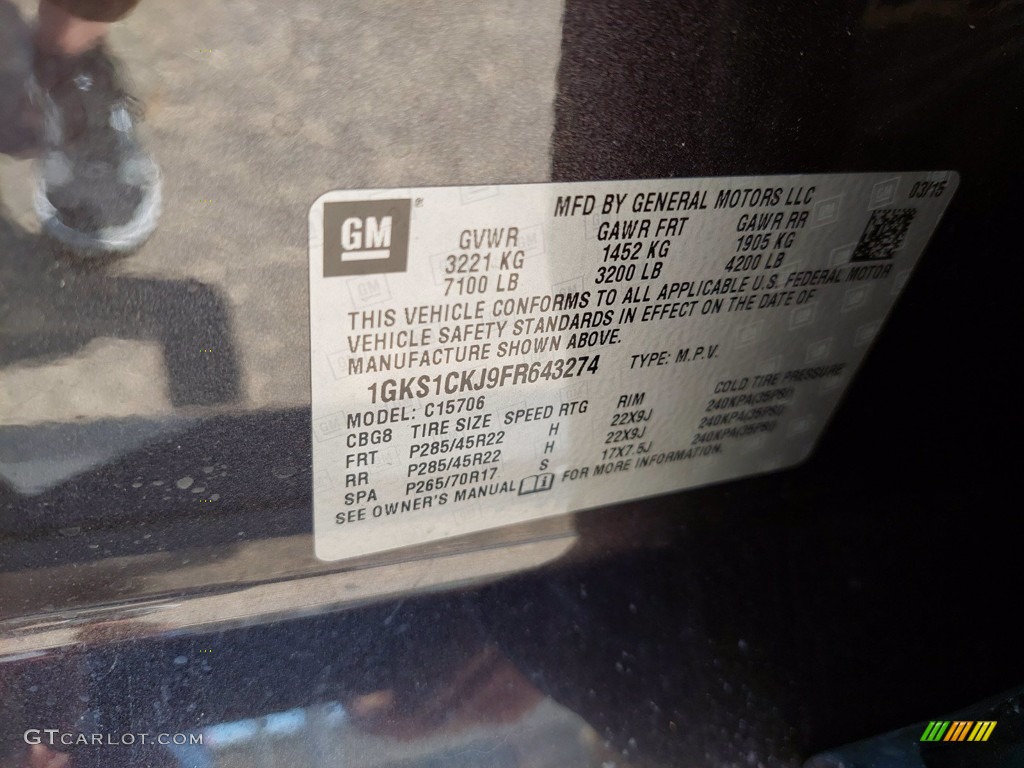 MFD BY GENERAL MOTORS LLC 03/15
GM®
GVWR GAWR FRT GAWR RR
3221 KG 1452 KG 1905 KG
7100 LB 3200 LB 4200 LB
THIS VEHICLE CONFORMS TO ALL APPLICABLE U.S. FEDERAL MOTOR
VEHICLE SAFETY STANDARDS IN EFFECT ON THE DATE OF
MANUFACTURE SHOWN ABOVE.
1GKS1CKJ9FR643274 TYPE: M.P.V.
MODEL: C15706
CBG8 TIRE SIZE SPEED RTG RIM COLD TIRE PRESSURE
FRT P285/45R22 H 22X9J 240KPA(35PSI)
RR P285/45R22 H 22X9J 240KPA(35PSI)
SPA P265/70R17 S 17X7.5J 240KPA(35PSI)
SEE OWNER'S MANUAL FOR MORE INFORMATION.
GTCARLOT.COM